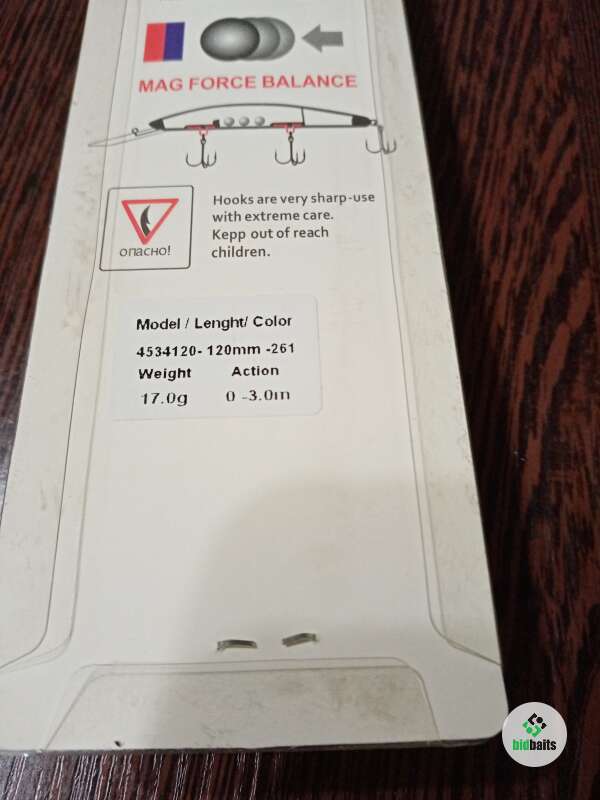 MAG FORCE BALANCE
Hooks are very sharp-use
with extreme care.
Kepp out of reach
children.
опасно!
Model / Lenght/ Color
4534120- 120mm -261
Weight Action
17.0g 0 -3.0m
bidbaits